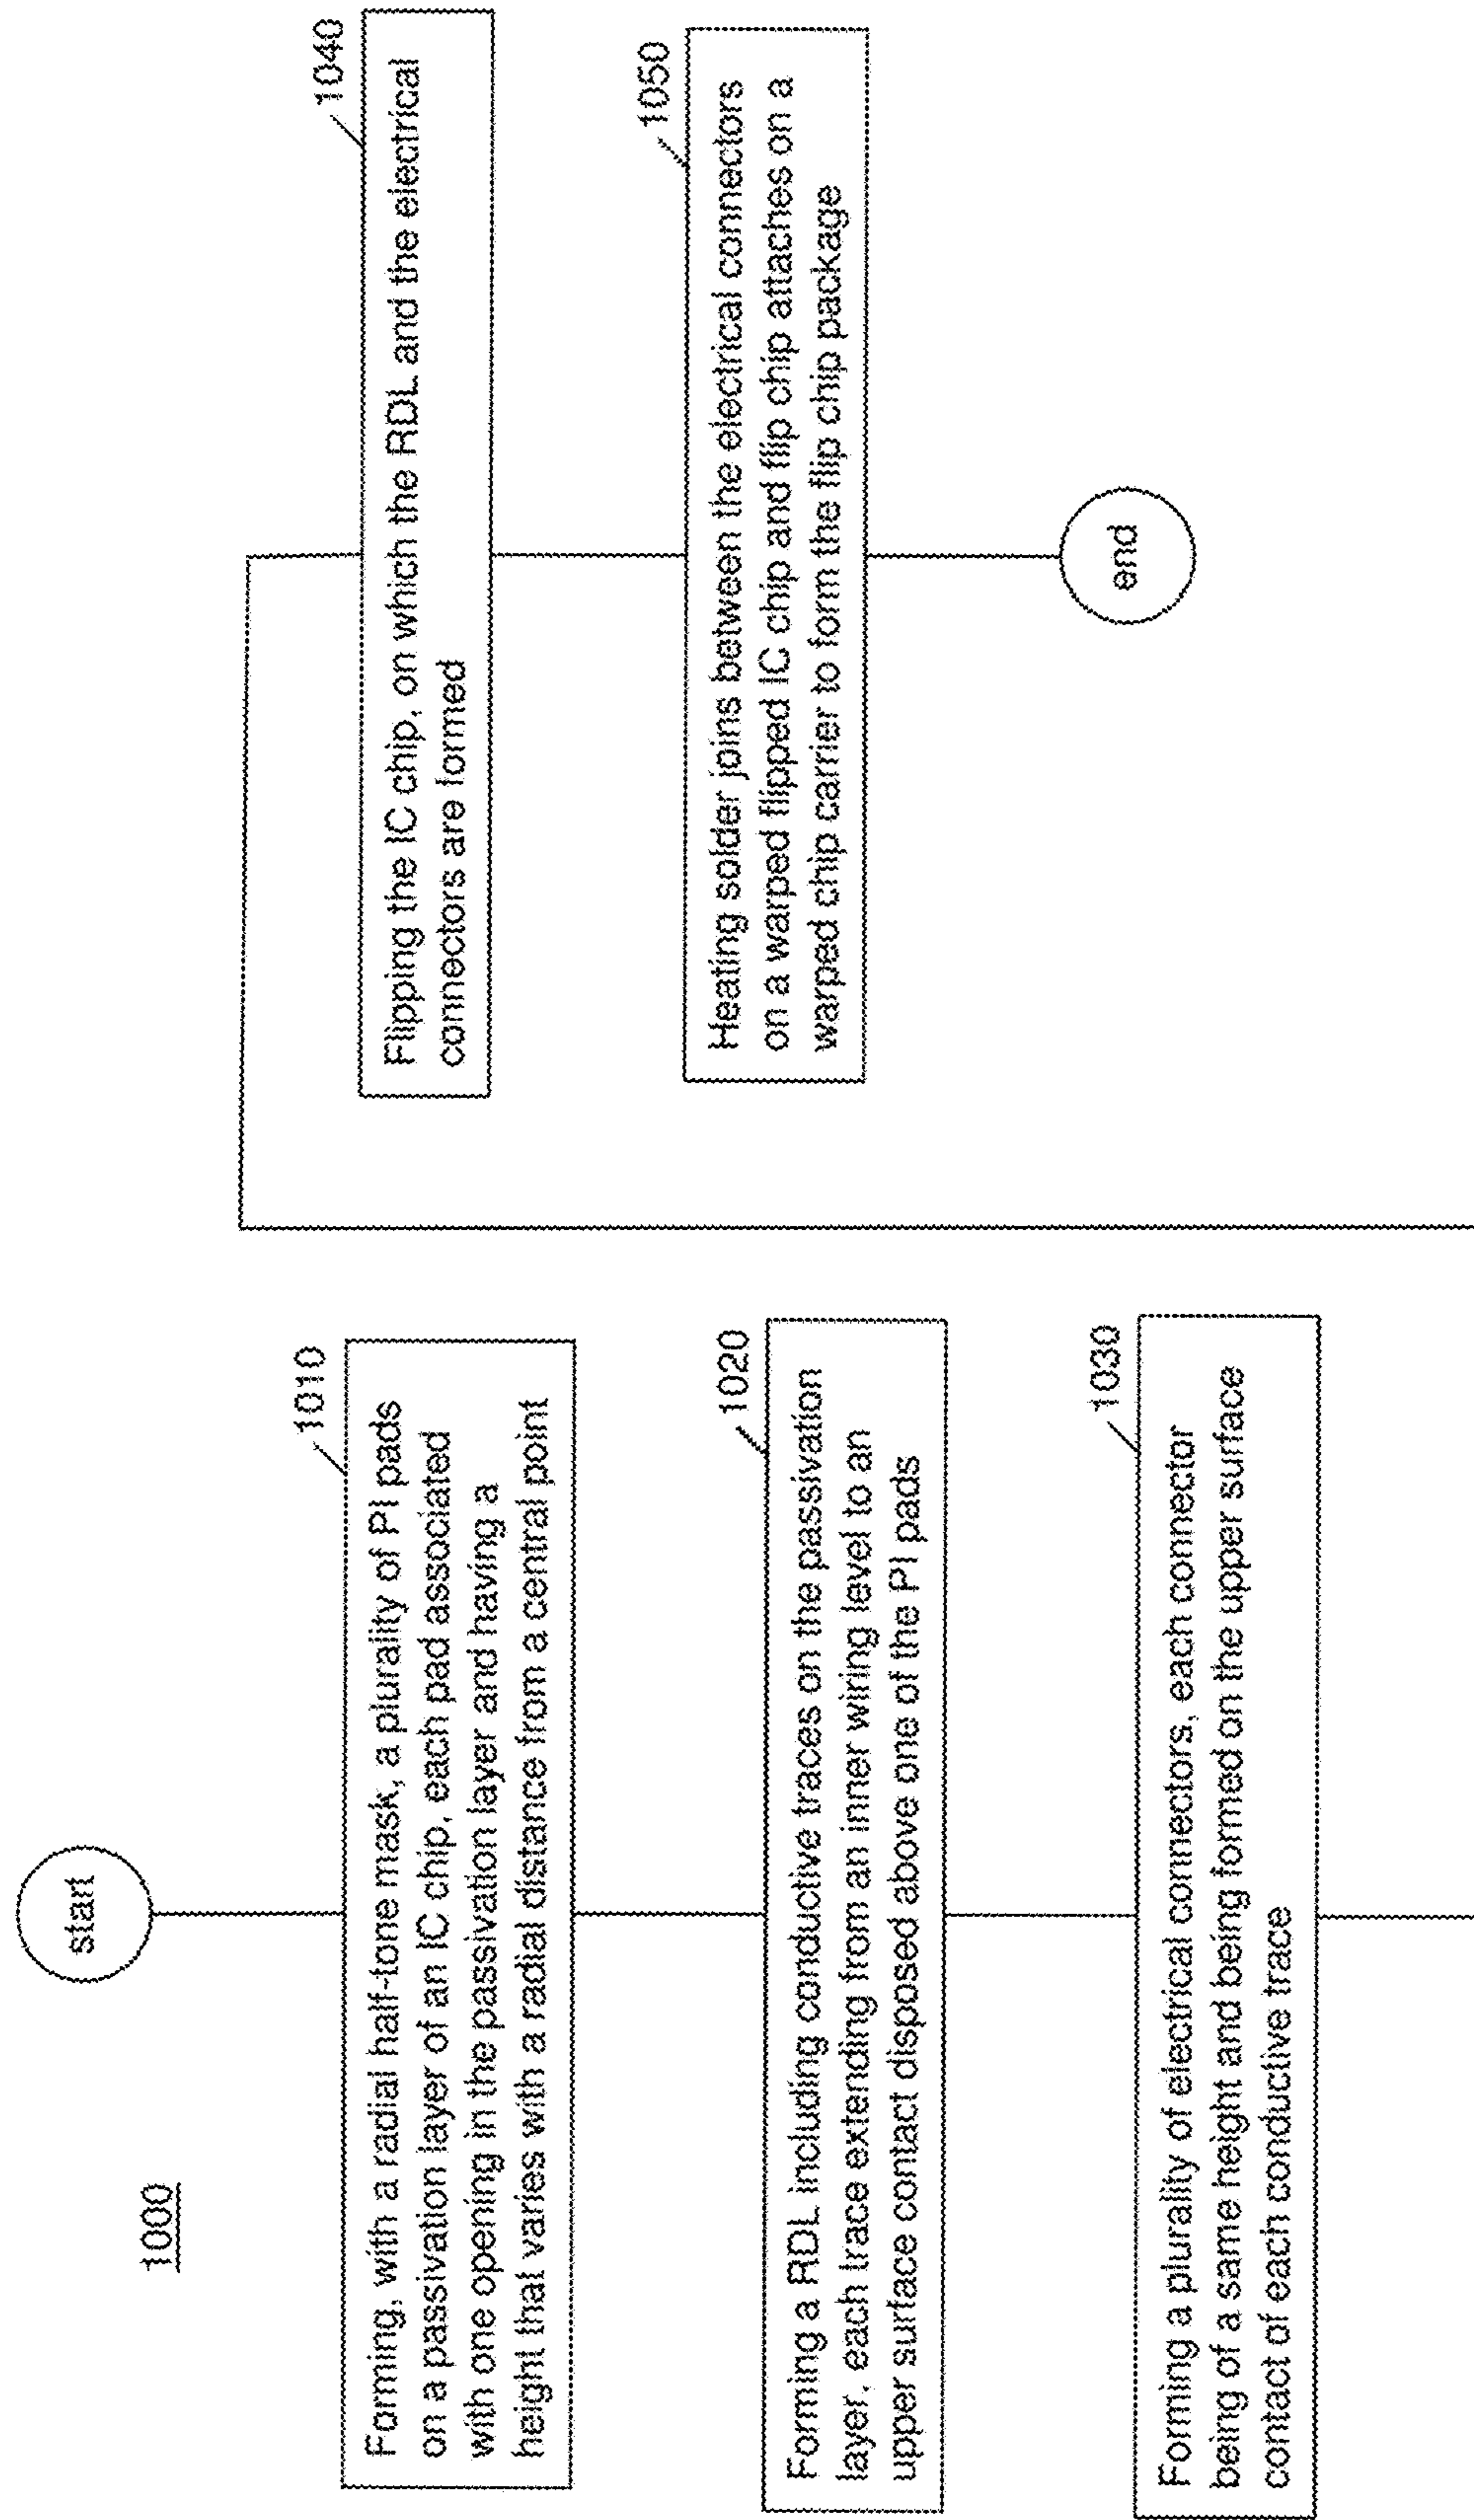 1000
start
1010
Forming, with a radial half-tone mask, a plurality of PI pads
on a passivation layer of an IC chip, each pad associated
with one opening in the passivation layer and having a
height that varies with a radial distance from a central point
1020
Forming a RDL including conductive traces on the passivation
layer, each trace extending from an inner wiring level to an
upper surface contact disposed above one of the PI pads
1030
Forming a plurality of electrical connectors, each connector
being of a same height and being formed on the upper surface
contact of each conductive trace
1040
Flipping the IC chip, on which the RDL and the electrical
connectors are formed
1050
Heating solder joins between the electrical connectors
on a warped flipped IC chip and flip chip attaches on a
warped chip carrier to form the flip chip package
end